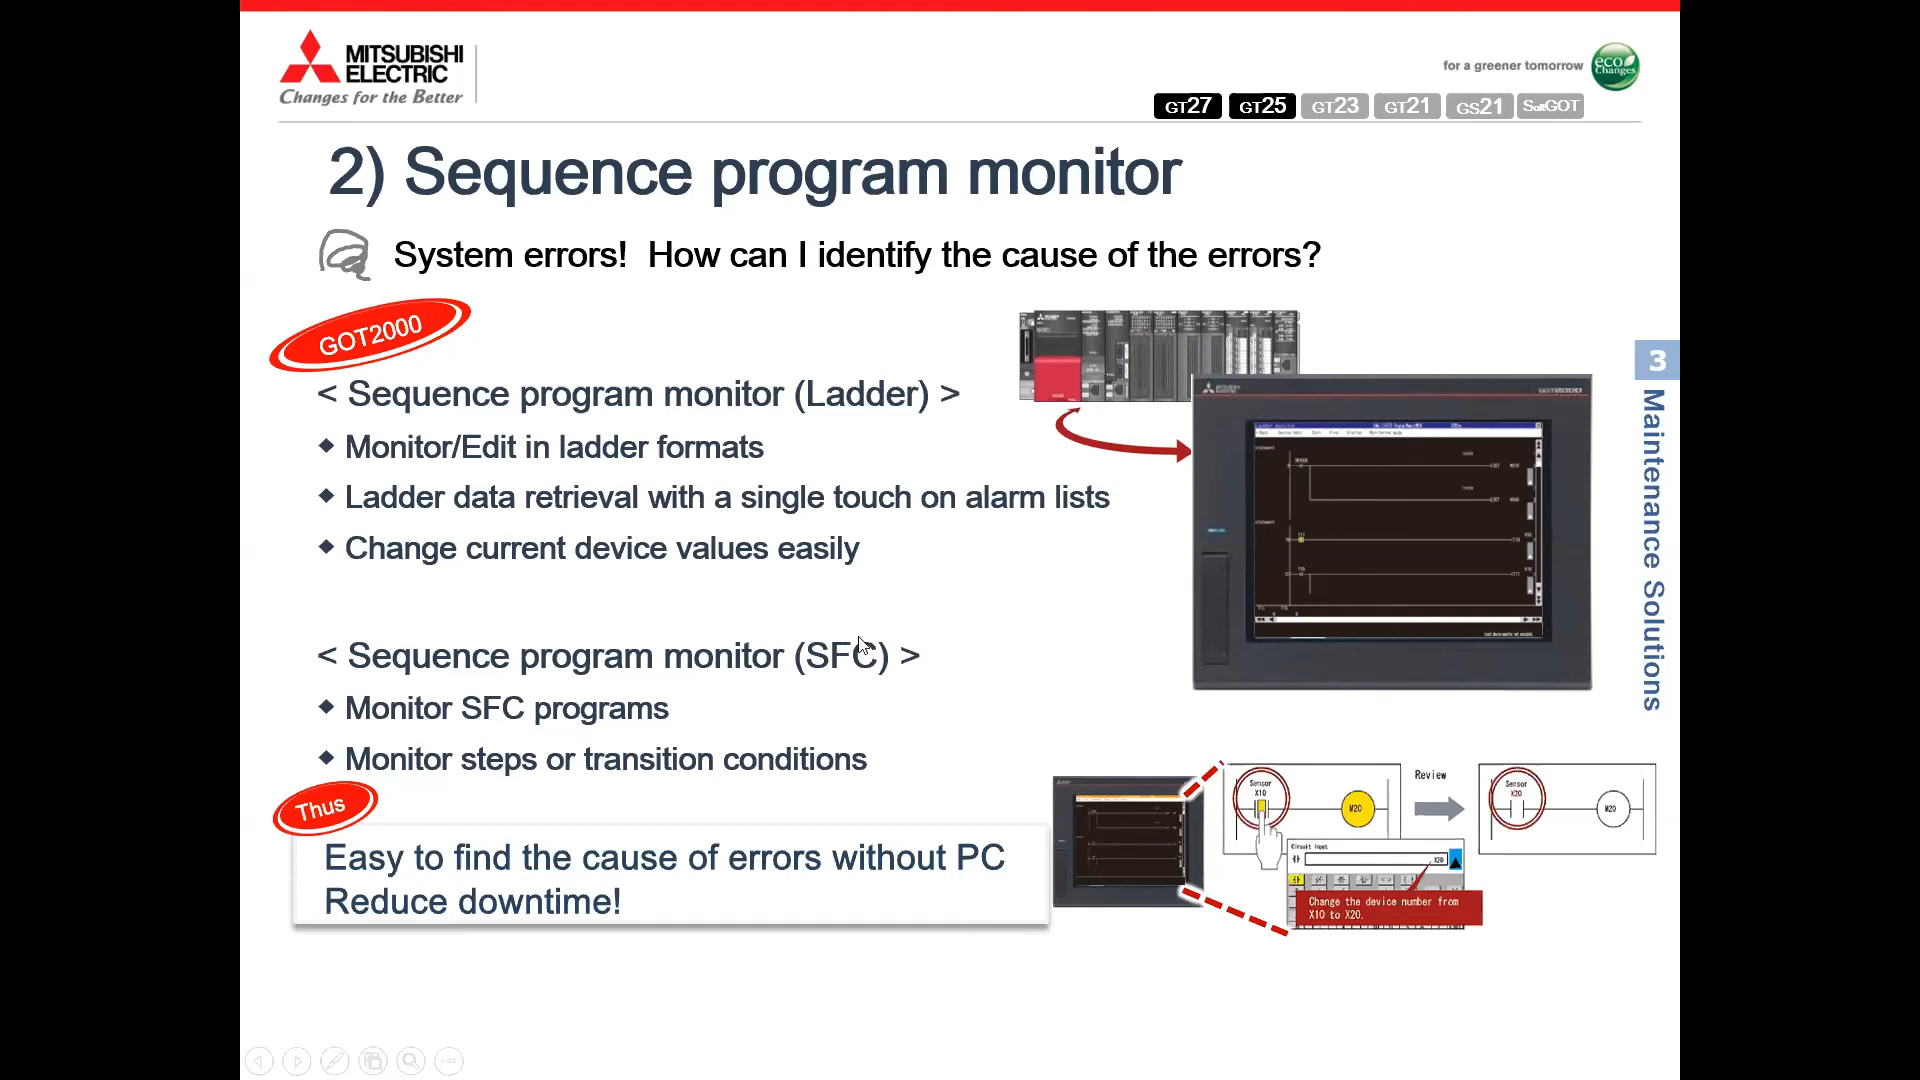 MITSUBISHI
ELECTRIC
Changes for the Better
for a greener tomorrow
eco
Changes
GT27 GT25 GT23 GT21 GS21 SoftGOT
2) Sequence program monitor
System errors!  How can I identify the cause of the errors?
GOT2000
< Sequence program monitor (Ladder) >
◆ Monitor/Edit in ladder formats
◆ Ladder data retrieval with a single touch on alarm lists
◆ Change current device values easily
< Sequence program monitor (SFC) >
◆ Monitor SFC programs
◆ Monitor steps or transition conditions
Thus
Easy to find the cause of errors without PC
Reduce downtime!
3
Maintenance Solutions
Sensor
X10
M20
Review
Sensor
X20
M20
Circuit input
X20
Change the device number from
X10 to X20.